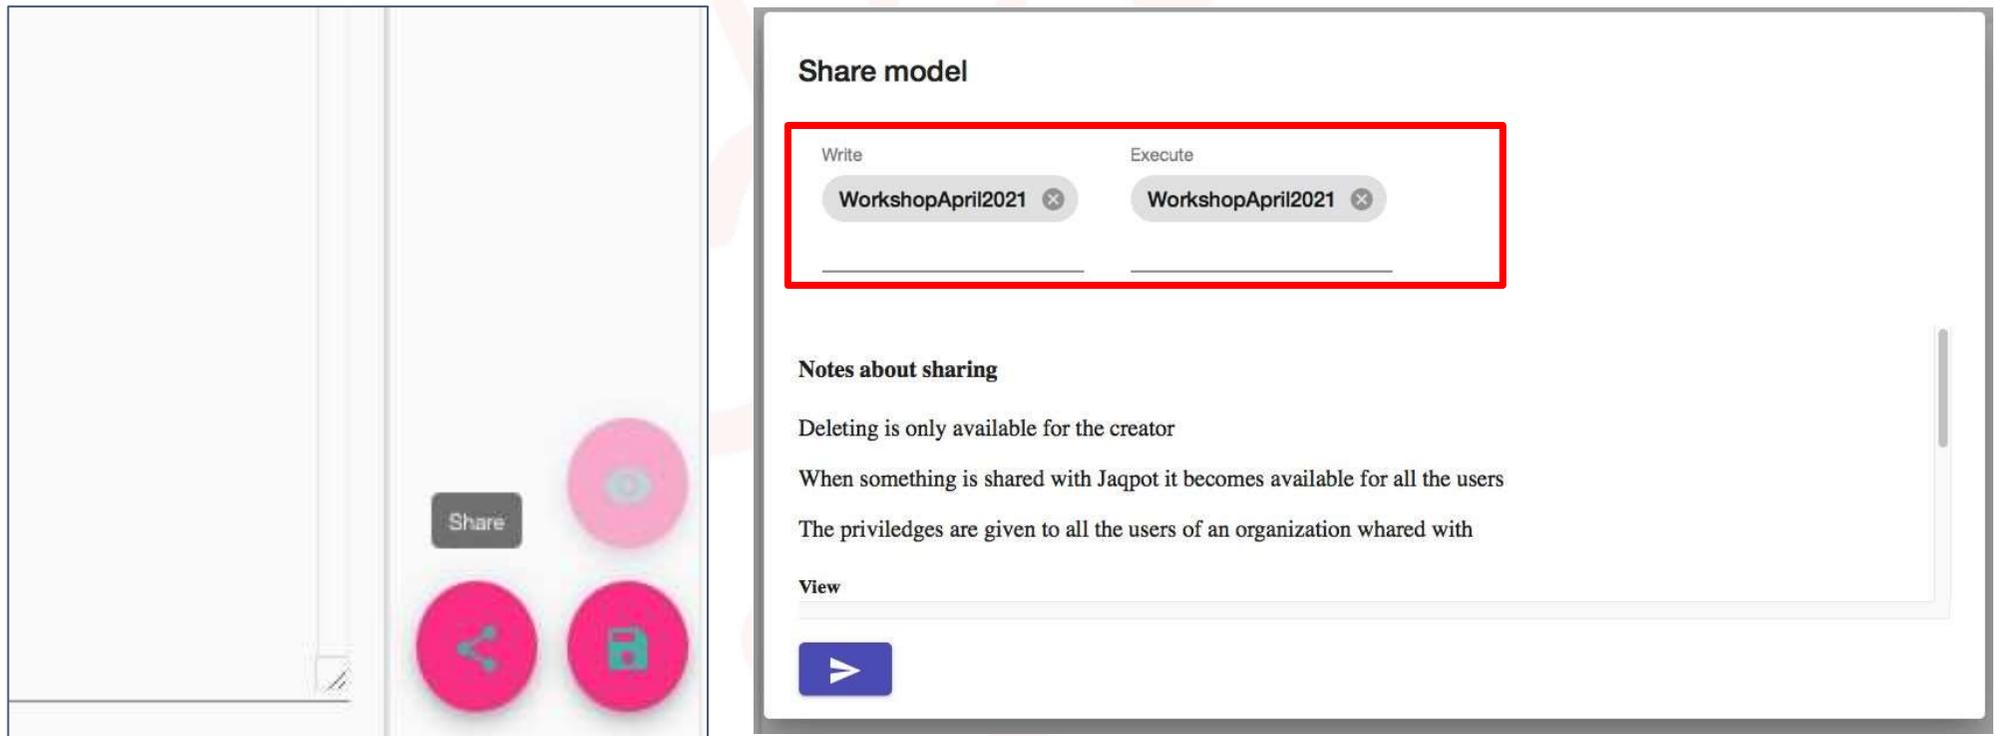 Share
Share model
Write
Execute
WorkshopApril2021
WorkshopApril2021
Notes about sharing
Deleting is only available for the creator
When something is shared with Jaqpot it becomes available for all the users
The priviledges are given to all the users of an organization whared with
View